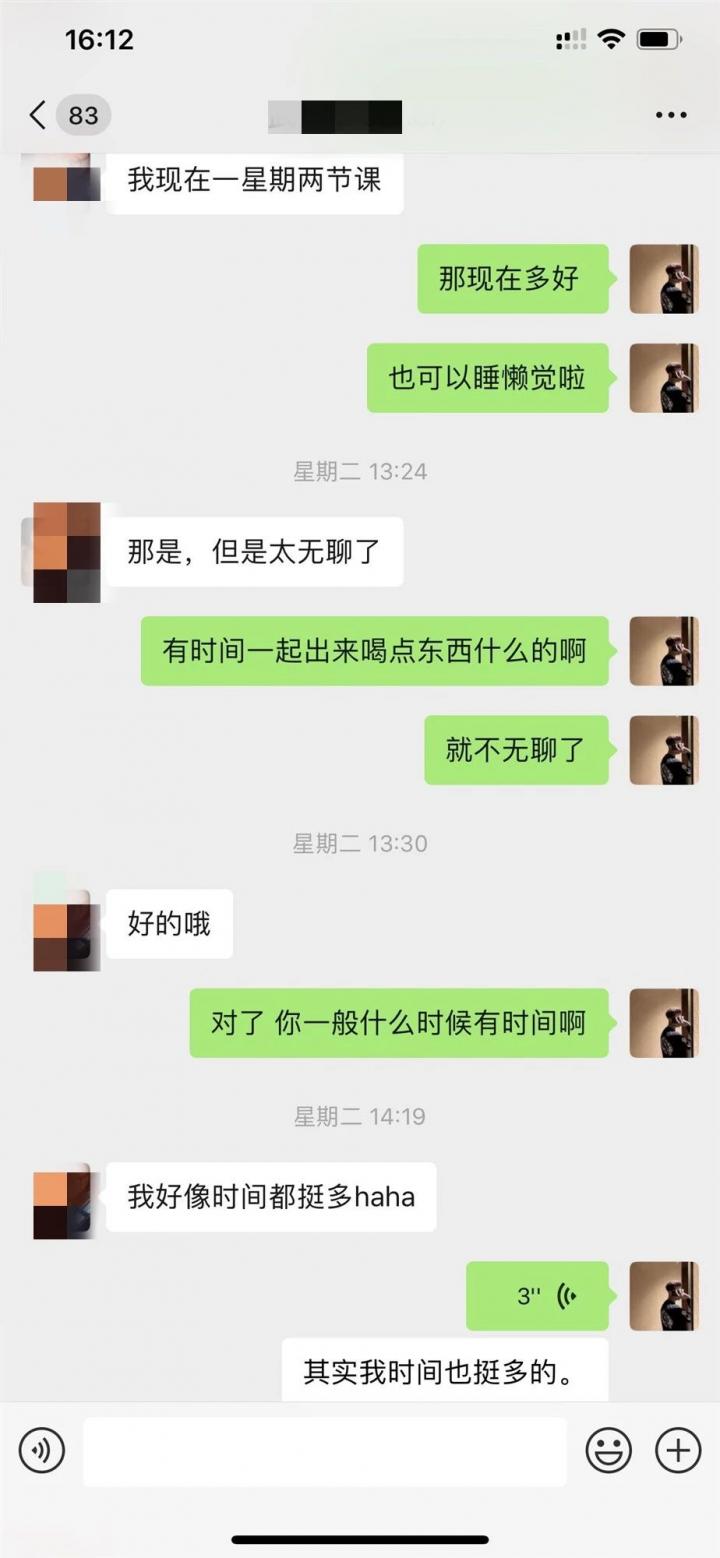 16:12
83
我现在一星期两节课
那现在多好
也可以睡懒觉啦
星期二 13:24
那是，但是太无聊了
有时间一起出来喝点东西什么的啊
就不无聊了
星期二 13:30
好的哦
对了 你一般什么时候有时间啊
星期二 14:19
我好像时间都挺多haha
3''
其实我时间也挺多的。